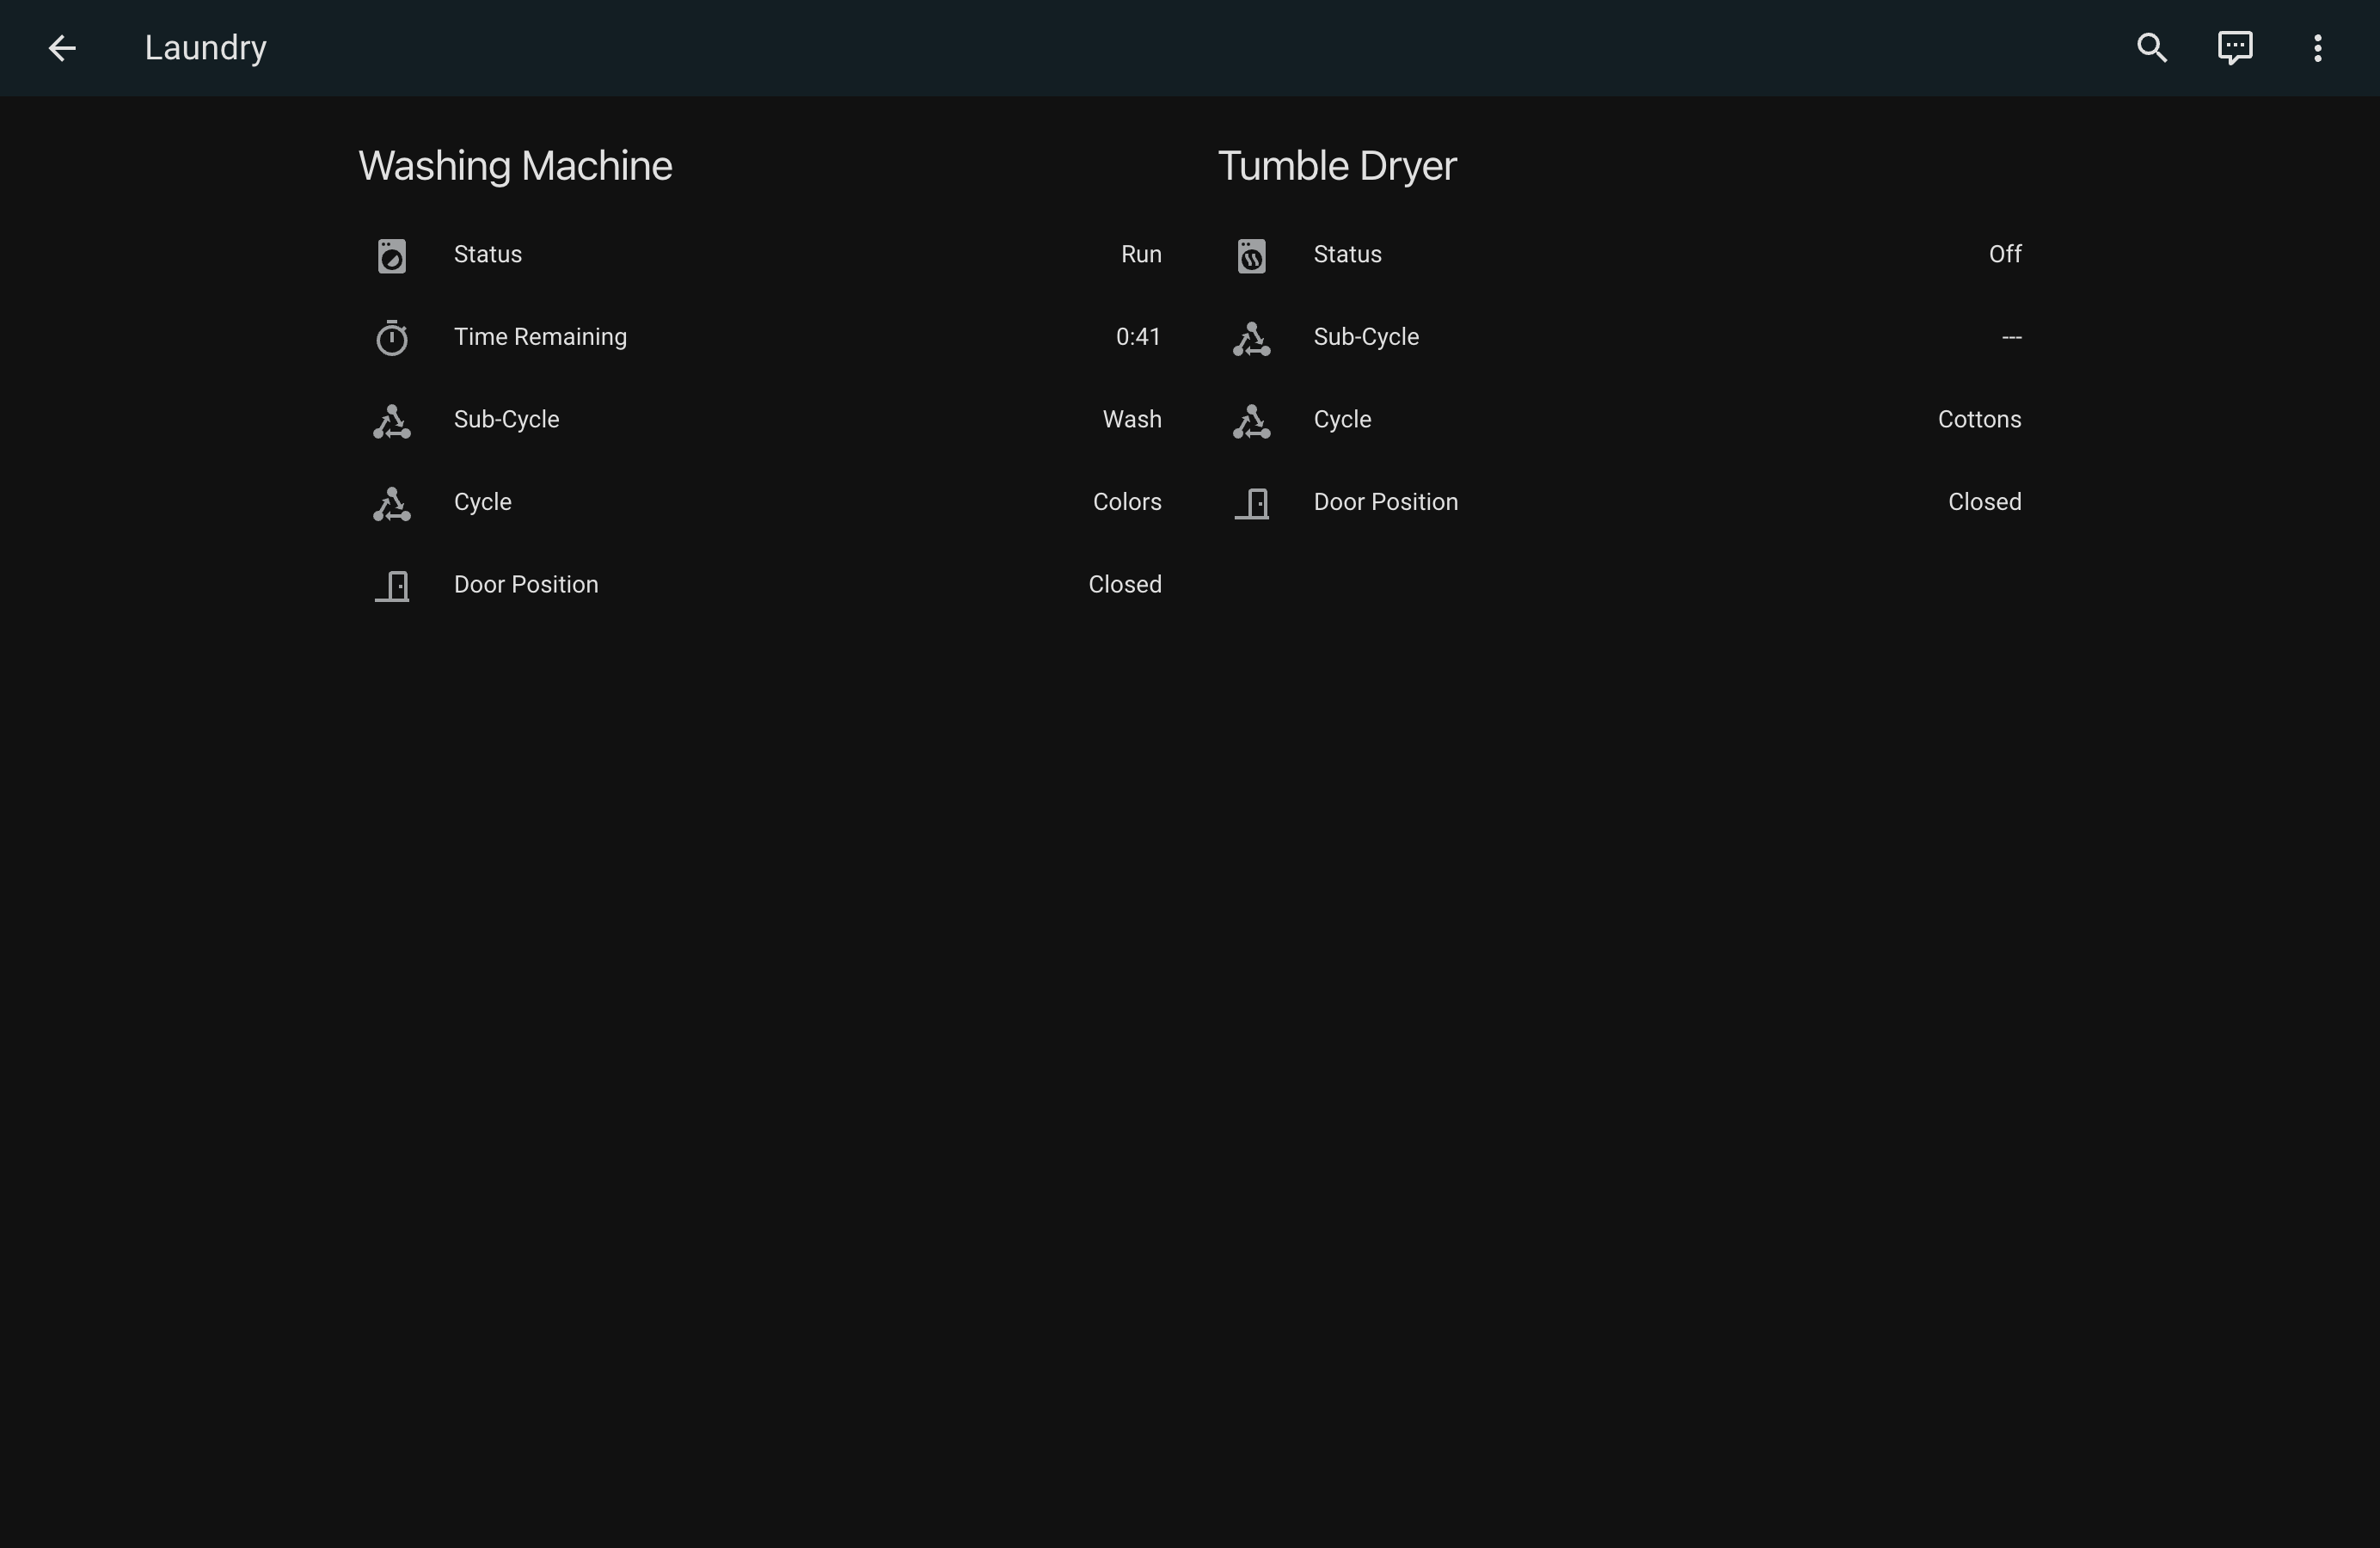 Laundry
Washing Machine
Status Run
Time Remaining 0:41
Sub-Cycle Wash
Cycle Colors
Door Position Closed
Tumble Dryer
Status Off
Sub-Cycle ---
Cycle Cottons
Door Position Closed